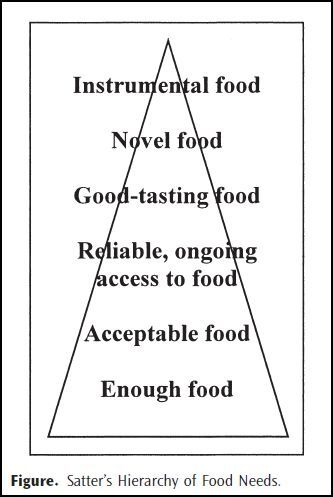 Instrumental food
Novel food
Good-tasting food
Reliable, ongoing
access to food
Acceptable food
Enough food
Figure. Satter's Hierarchy of Food Needs.